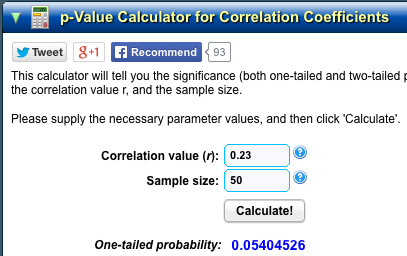 p-Value Calculator for Correlation Coefficients
Tweet g+1 f Recommend 93
This calculator will tell you the significance (both one-tailed and two-tailed
the correlation value r, and the sample size.
Please supply the necessary parameter values, and then click 'Calculate'.
Correlation value (r): 0.23 ?
Sample size: 50 ?
Calculate!
One-tailed probability: 0.05404526